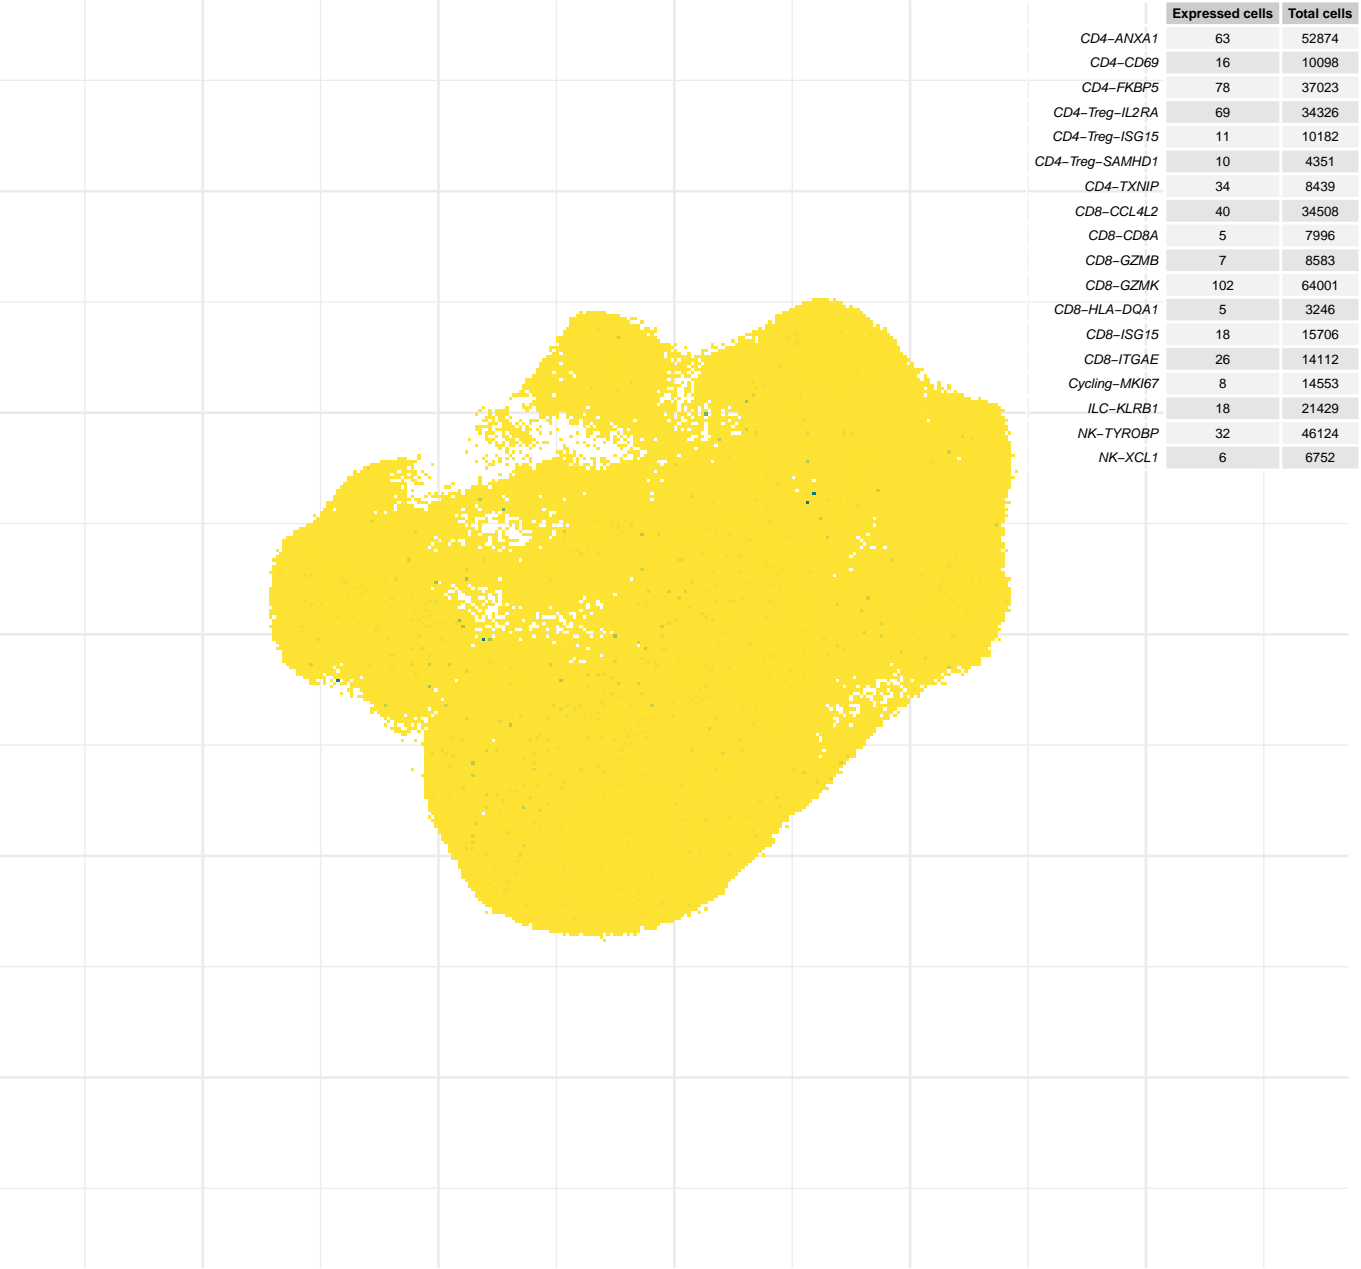 Expressed cells Total cells
CD4−ANXA1 63 52874
CD4−CD69 16 10098
CD4−FKBP5 78 37023
CD4−Treg−IL2RA 69 34326
CD4−Treg−ISG15 11 10182
CD4−Treg−SAMHD1 10 4351
CD4−TXNIP 34 8439
CD8−CCL4L2 40 34508
CD8−CD8A 5 7996
CD8−GZMB 7 8583
CD8−GZMK 102 64001
CD8−HLA−DQA1 5 3246
CD8−ISG15 18 15706
CD8−ITGAE 26 14112
Cycling−MKI67 8 14553
ILC−KLRB1 18 21429
NK−TYROBP 32 46124
NK−XCL1 6 6752